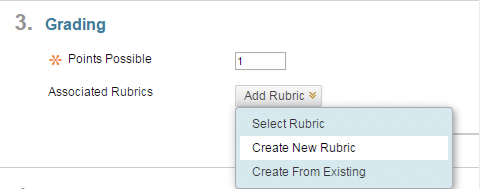 3. Grading
Points Possible
1
Associated Rubrics
Add Rubric
Select Rubric
Create New Rubric
Create From Existing